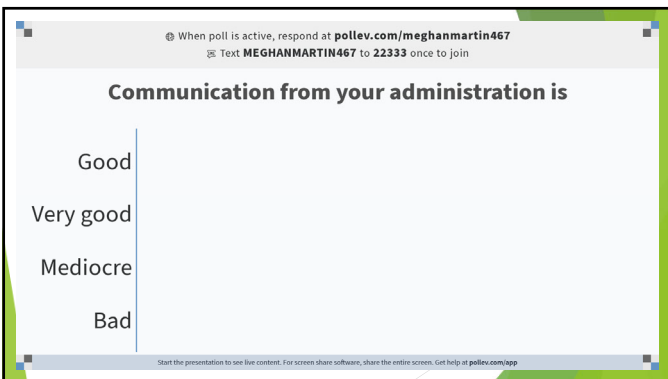 When poll is active, respond at pollev.com/meghanmartin467
Text MEGHANMARTIN467 to 22333 once to join
Communication from your administration is
Good
Very good
Mediocre
Bad
Start the presentation to see live content. For screen share software, share the entire screen. Get help at pollev.com/app